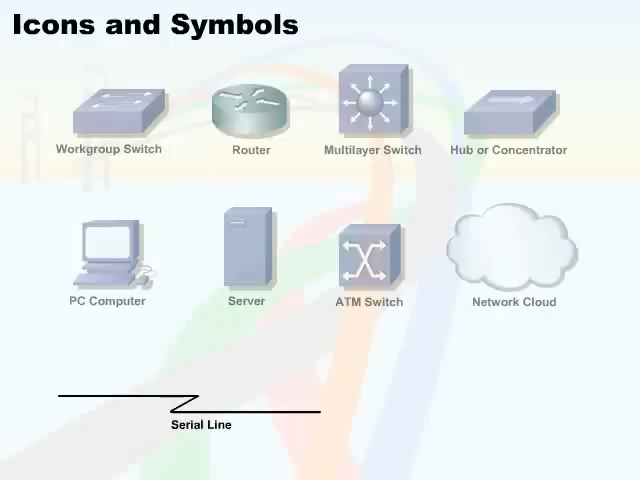 Icons and Symbols
Workgroup Switch
Router
Multilayer Switch
Hub or Concentrator
PC Computer
Server
ATM Switch
Network Cloud
Serial Line